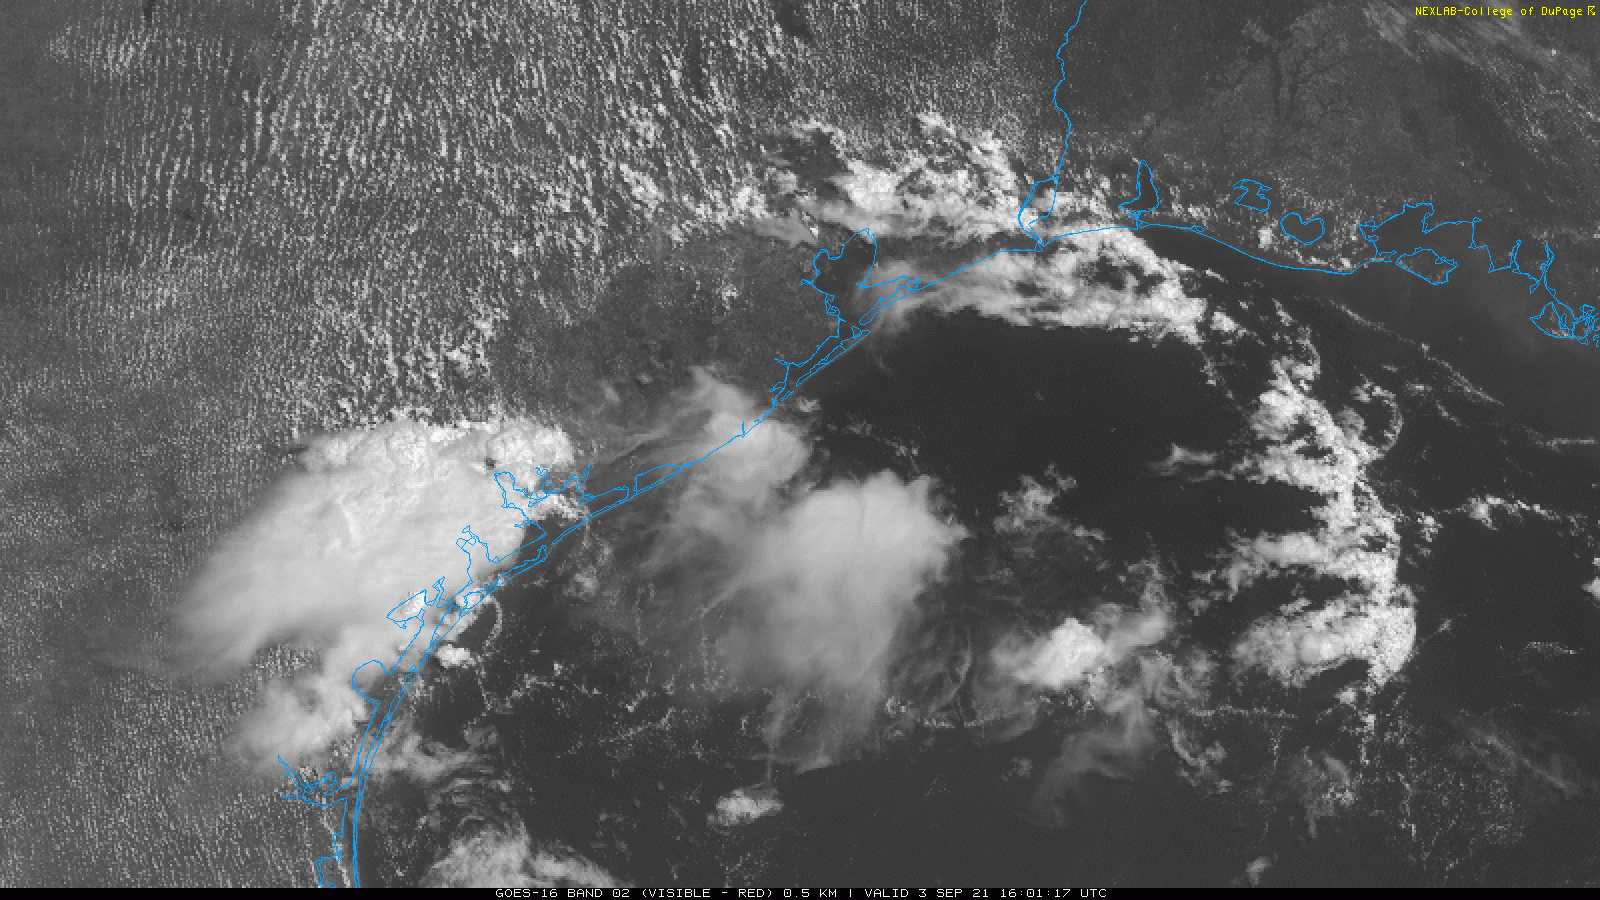 NEXLAB-College of DuPage
GOES-16 BAND 02 (VISIBLE - RED) 0.5 KM | VALID 3 SEP 21 16:01:17 UTC